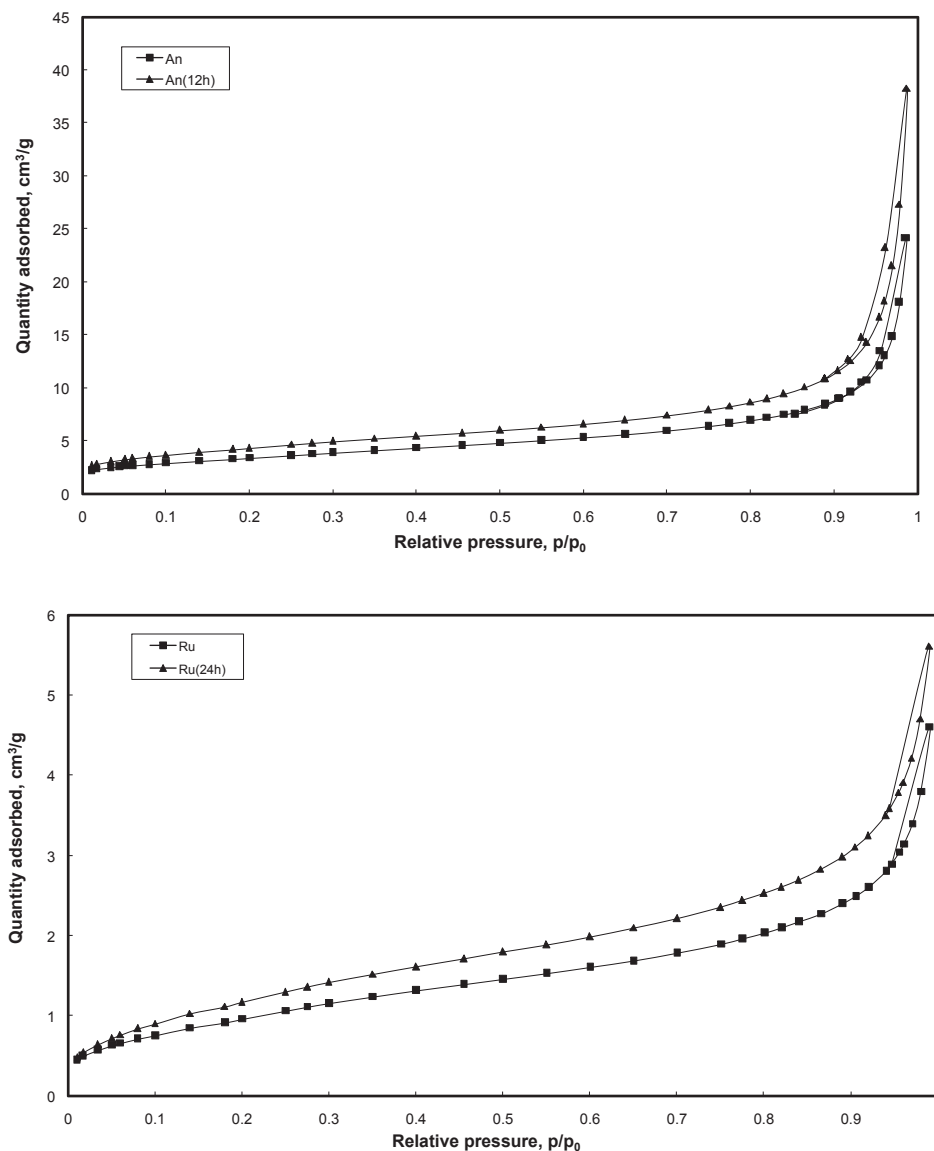 45
40
35
30
25
20
15
10
5
0
Quantity adsorbed, cm³/g
An
An(12h)
0 0.1 0.2 0.3 0.4 0.5 0.6 0.7 0.8 0.9 1
Relative pressure, p/p₀
6
5
4
3
2
1
0
Quantity adsorbed, cm³/g
Ru
Ru(24h)
0 0.1 0.2 0.3 0.4 0.5 0.6 0.7 0.8 0.9
Relative pressure, p/p₀